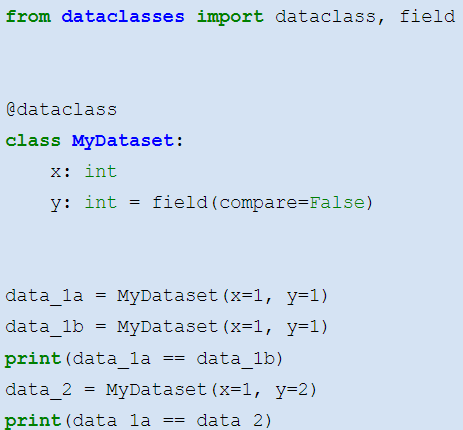 from dataclasses import dataclass, field
@dataclass
class MyDataset:
    x: int
    y: int = field(compare=False)
data_1a = MyDataset(x=1, y=1)
data_1b = MyDataset(x=1, y=1)
print(data_1a == data_1b)
data_2 = MyDataset(x=1, y=2)
print(data_1a == data_2)